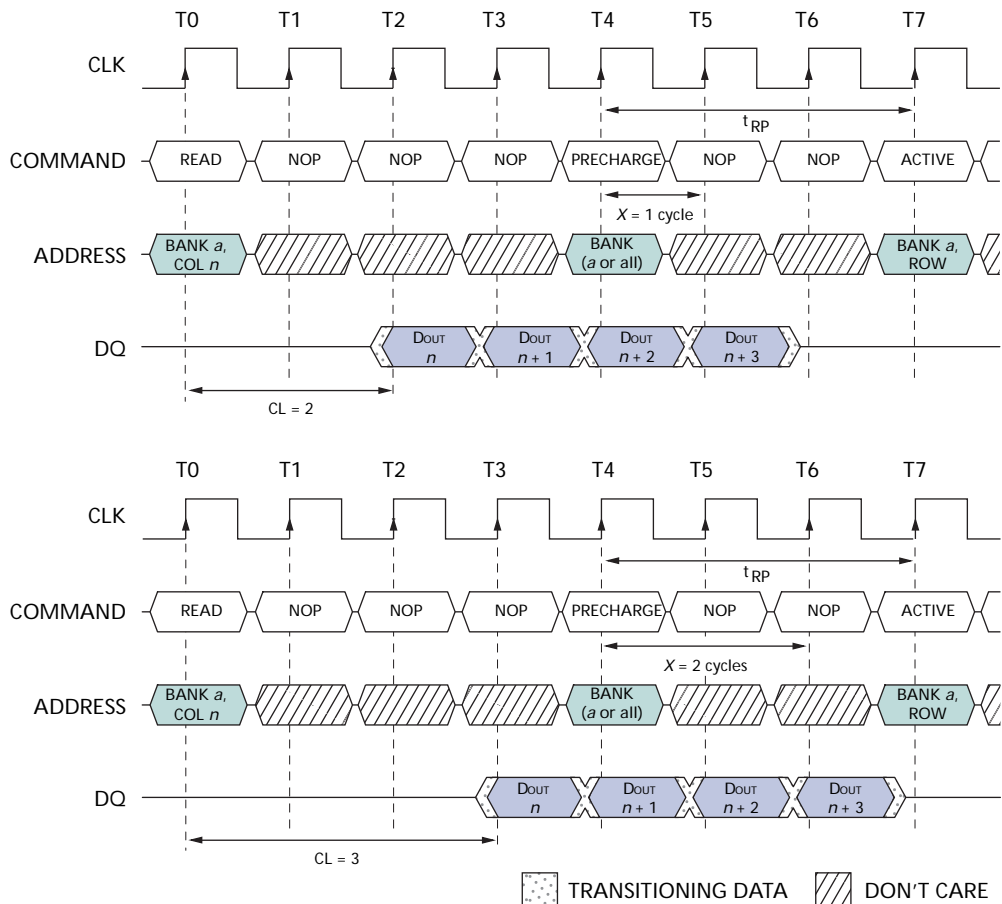 T0 T1 T2 T3 T4 T5 T6 T7
CLK
t RP
COMMAND READ NOP NOP NOP PRECHARGE NOP NOP ACTIVE
X = 1 cycle
ADDRESS BANK a, COL n BANK (a or all) BANK a, ROW
DQ DOUT n DOUT n + 1 DOUT n + 2 DOUT n + 3
CL = 2
T0 T1 T2 T3 T4 T5 T6 T7
CLK
t RP
COMMAND READ NOP NOP NOP PRECHARGE NOP NOP ACTIVE
X = 2 cycles
ADDRESS BANK a, COL n BANK (a or all) BANK a, ROW
DQ DOUT n DOUT n + 1 DOUT n + 2 DOUT n + 3
CL = 3
TRANSITIONING DATA DON'T CARE